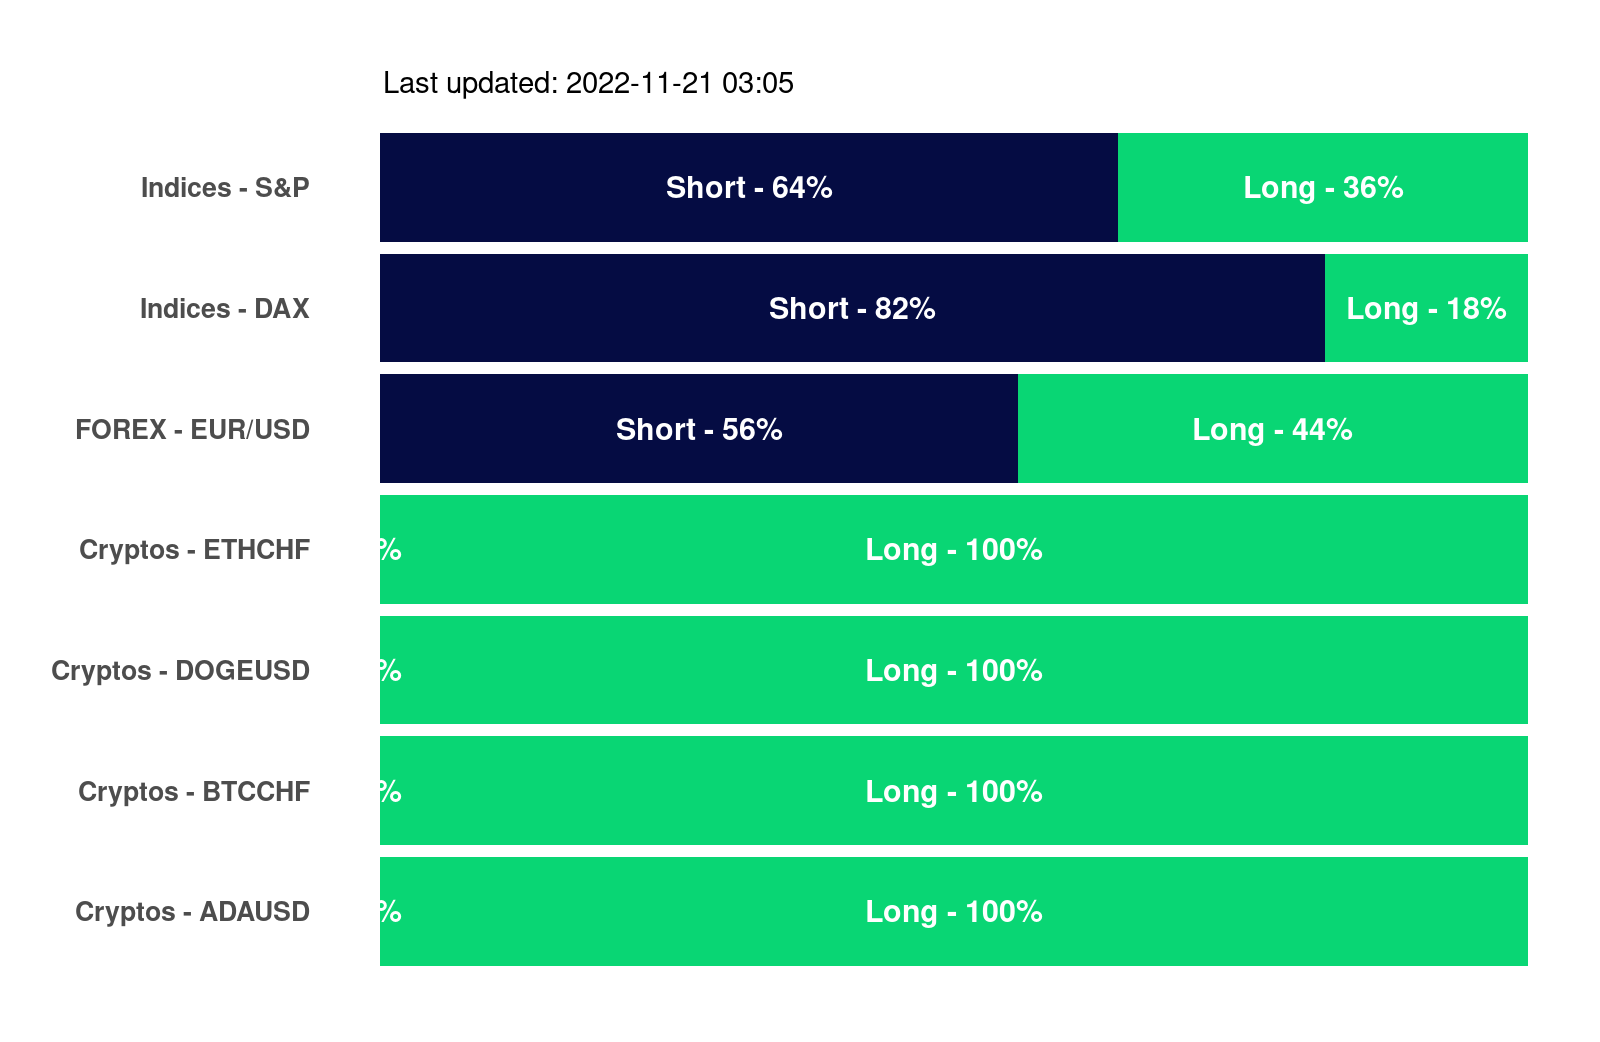 Last updated: 2022-11-21 03:05
Indices - S&P Short - 64% Long - 36%
Indices - DAX Short - 82% Long - 18%
FOREX - EUR/USD Short - 56% Long - 44%
Cryptos - ETHCHF % Long - 100%
Cryptos - DOGEUSD % Long - 100%
Cryptos - BTCCHF % Long - 100%
Cryptos - ADAUSD % Long - 100%